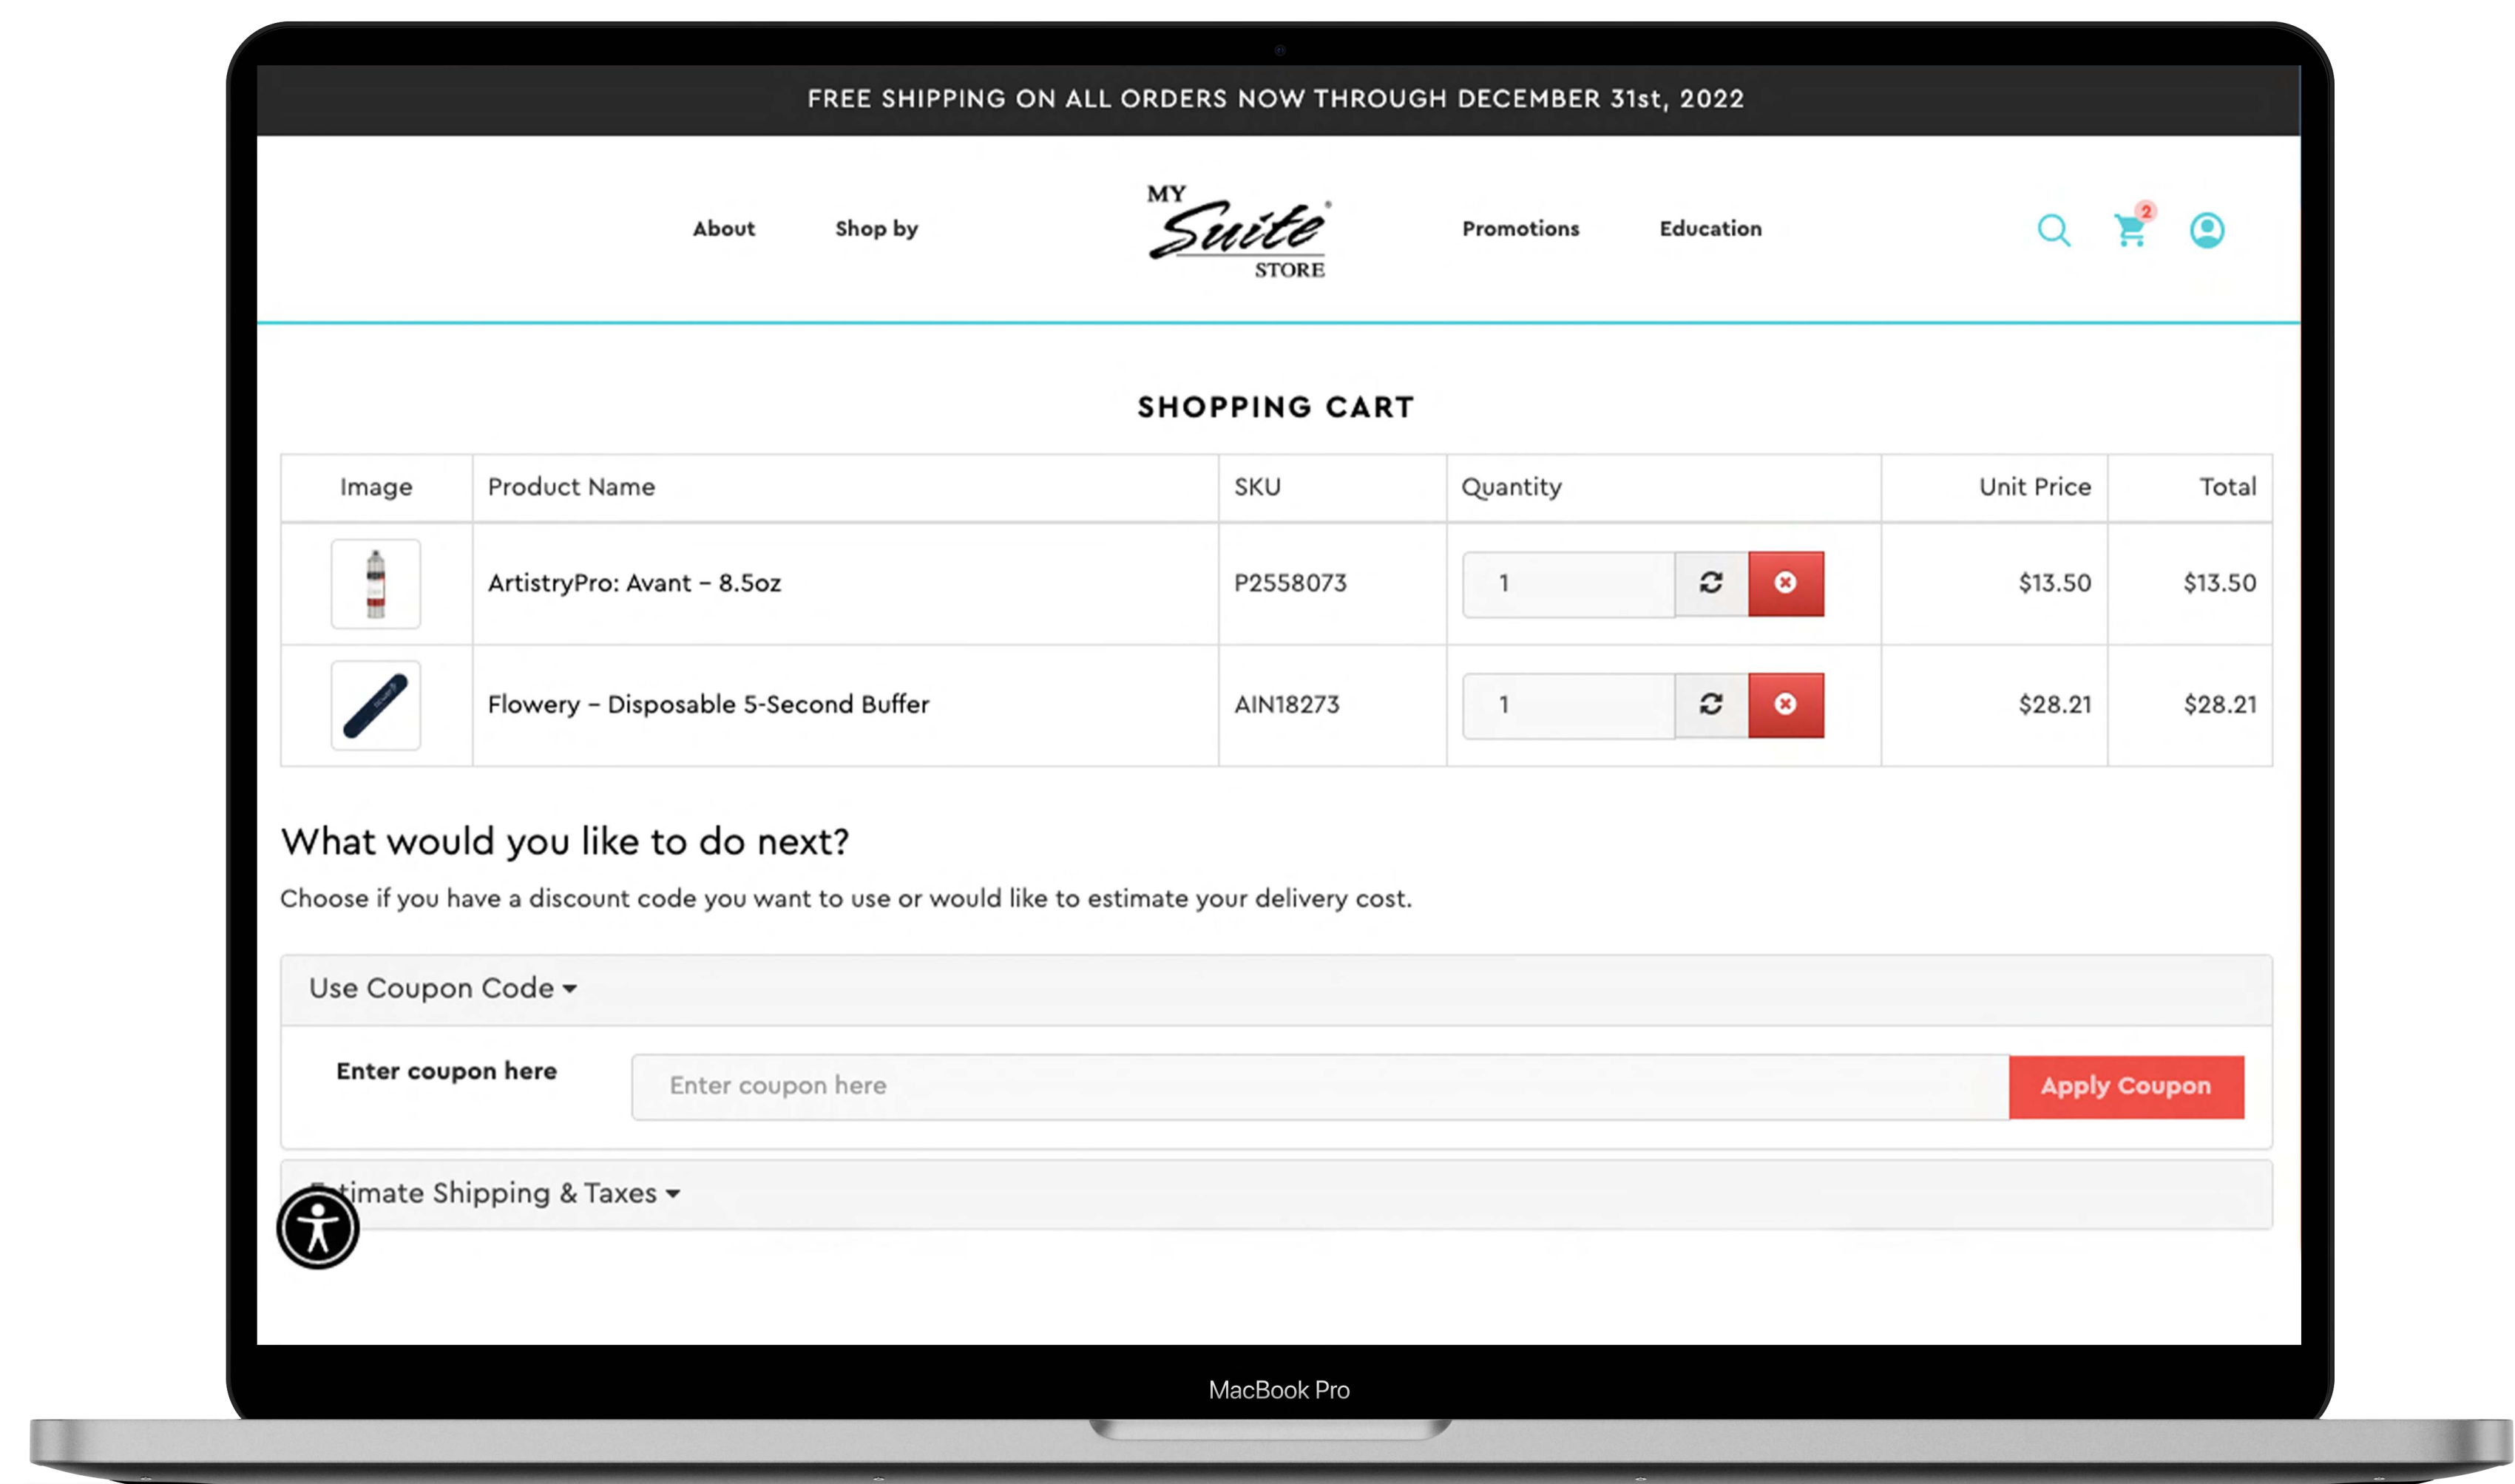 FREE SHIPPING ON ALL ORDERS NOW THROUGH DECEMBER 31st, 2022
About
Shop by
MY
Suite®
STORE
Promotions
Education
2
SHOPPING CART
Image Product Name SKU Quantity Unit Price Total
ArtistryPro: Avant – 8.5oz P2558073 1 $13.50 $13.50
Flowery – Disposable 5-Second Buffer AIN18273 1 $28.21 $28.21
What would you like to do next?
Choose if you have a discount code you want to use or would like to estimate your delivery cost.
Use Coupon Code
Enter coupon here Enter coupon here Apply Coupon
Estimate Shipping & Taxes
MacBook Pro